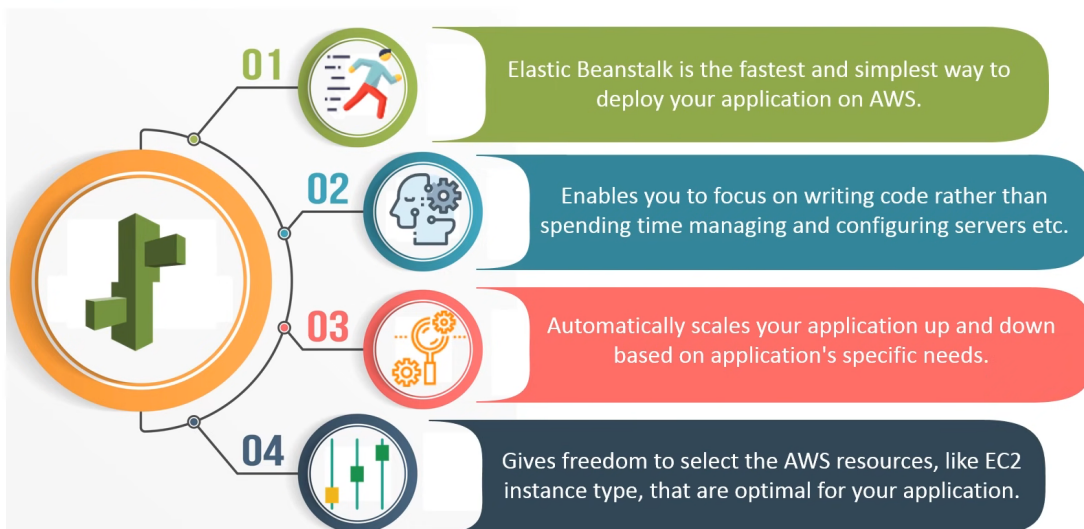 01
Elastic Beanstalk is the fastest and simplest way to
deploy your application on AWS.
02
Enables you to focus on writing code rather than
spending time managing and configuring servers etc.
03
Automatically scales your application up and down
based on application's specific needs.
04
Gives freedom to select the AWS resources, like EC2
instance type, that are optimal for your application.